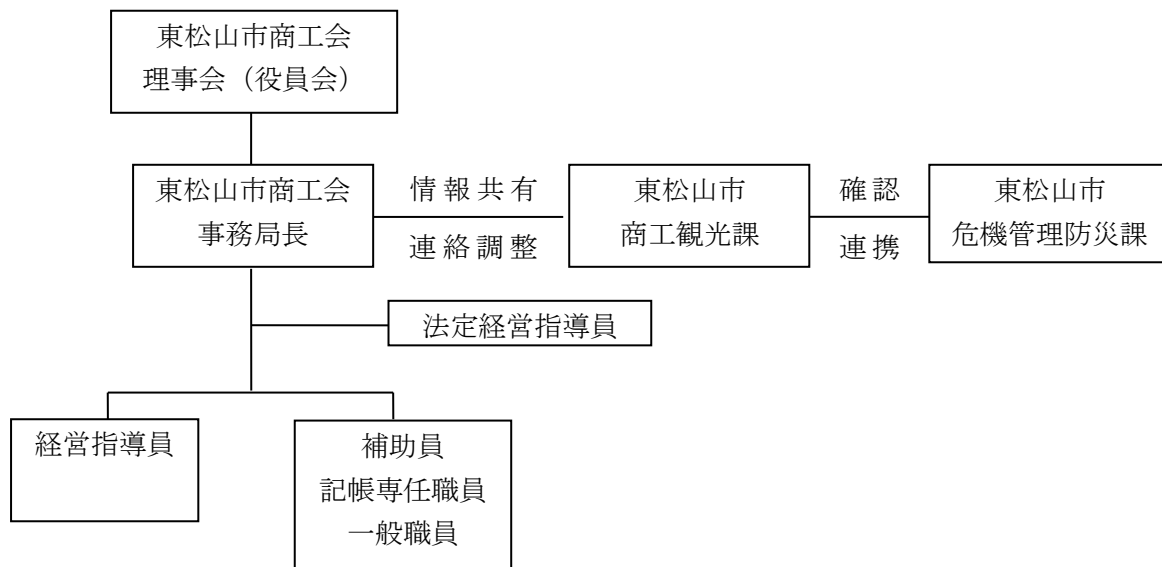 東松山市商工会
理事会（役員会）
東松山市商工会
事務局長
情報共有
連絡調整
東松山市
商工観光課
確認
連携
東松山市
危機管理防災課
法定経営指導員
経営指導員
補助員
記帳専任職員
一般職員